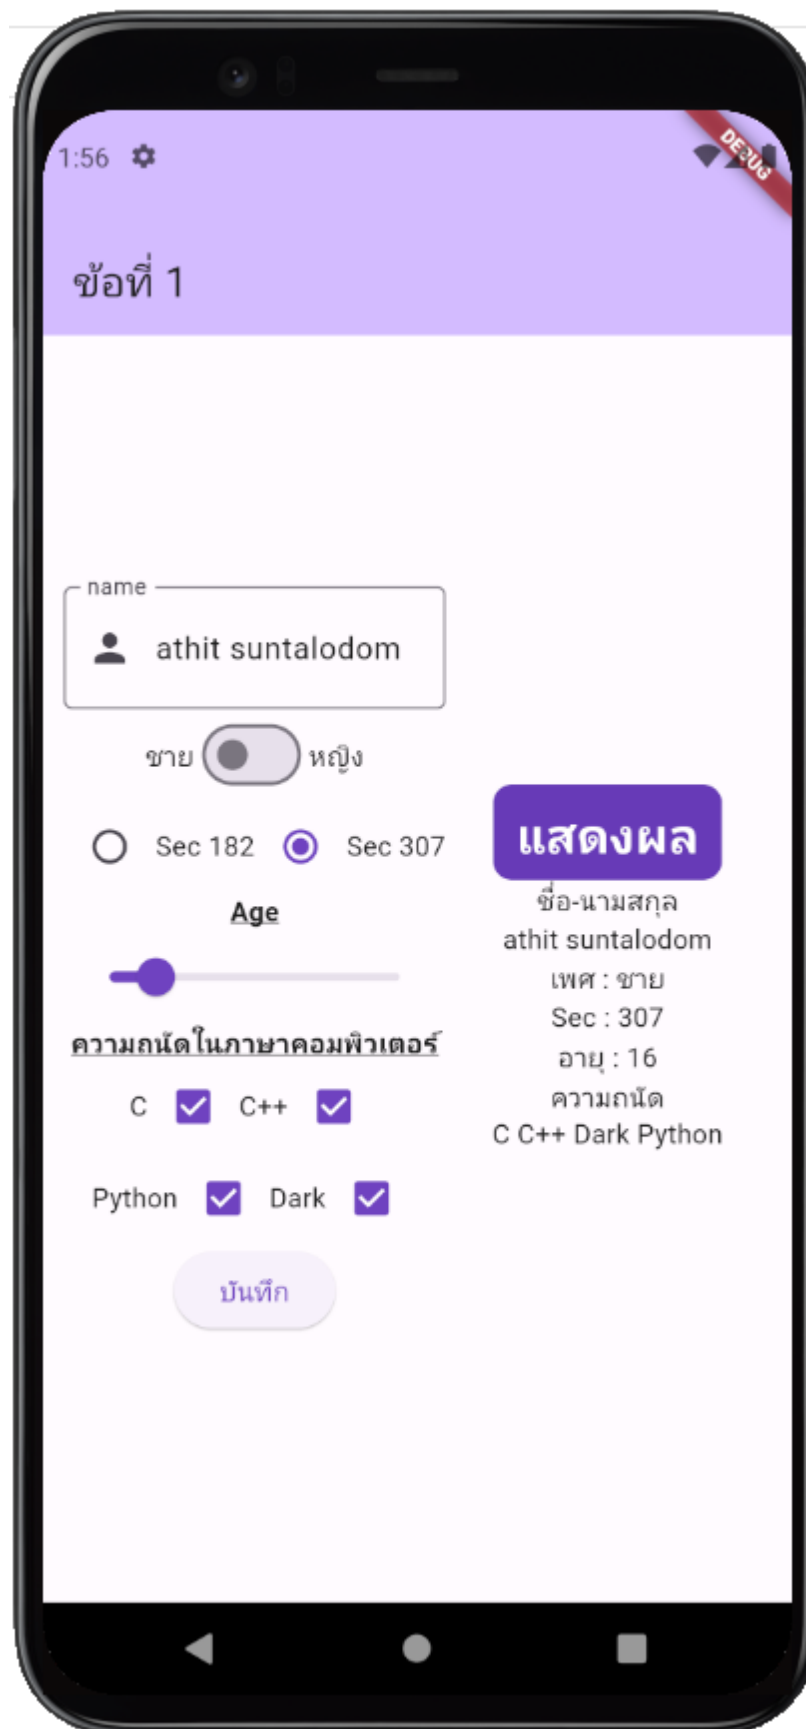 1:56
DEBUG
ข้อที่ 1
name
athit suntalodom
ชาย หญิง
Sec 182 Sec 307
Age
ความถนัดในภาษาคอมพิวเตอร์
C C++
Python Dark
บันทึก
แสดงผล
ชื่อ-นามสกุล
athit suntalodom
เพศ : ชาย
Sec : 307
อายุ : 16
ความถนัด
C C++ Dark Python